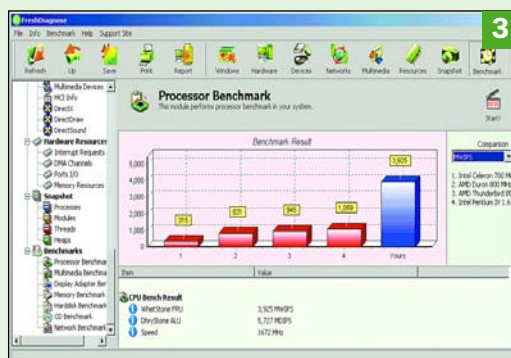 3
FreshDiagnose
File Info Benchmark Help Support Site
Refresh Up Save Print Report Windows Hardware Devices Networks Multimedia Resources Snapshot Benchmark
Multimedia Devices
MCI Info
DirectX
DirectDraw
DirectSound
Hardware Resources
Interrupt Requests
DMA Channels
Ports I/O
Memory Resources
Snapshot
Processes
Modules
Threads
Heaps
Benchmarks
Processor Benchmar
Multimedia Benchma
Display Adapter Ber
Memory Benchmark
Harddisk Benchmark
CD Benchmark
Network Benchmark
Processor Benchmark
This module performs processor benchmark in your system.
Start!
Benchmark Result
5,000
4,000
3,000
2,000
1,000
0
315
831
945
1,069
3,925
1 2 3 4 Yours
Comparison
MWIPS
1. Intel Celeron 700 M
2. AMD Duron 800 MH
3. AMD Thunderbird 8
4. Intel Pentium IV 1.6
Item Value
CPU Bench Result
WhetStone FPU 3,925 MWIPS
DhryStone ALU 5,727 MDIPS
Speed 1672 MHz